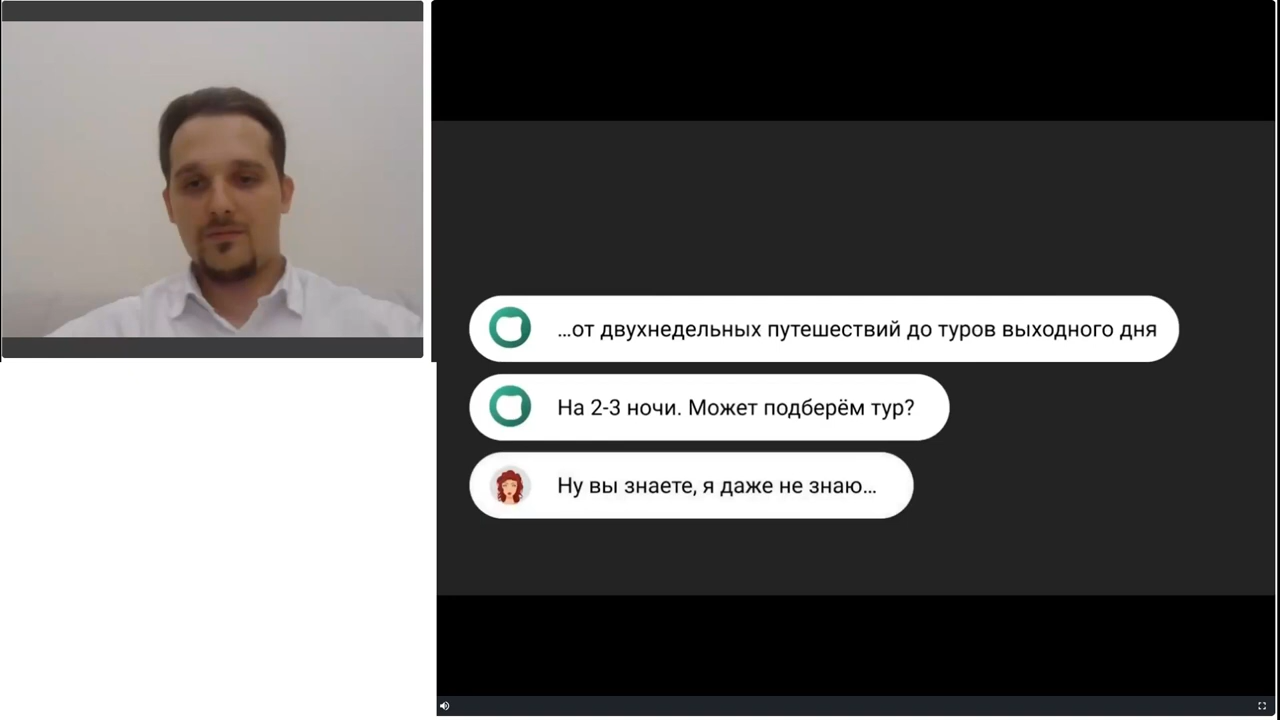 …от двухнедельных путешествий до туров выходного дня
На 2-3 ночи. Может подберём тур?
Ну вы знаете, я даже не знаю…